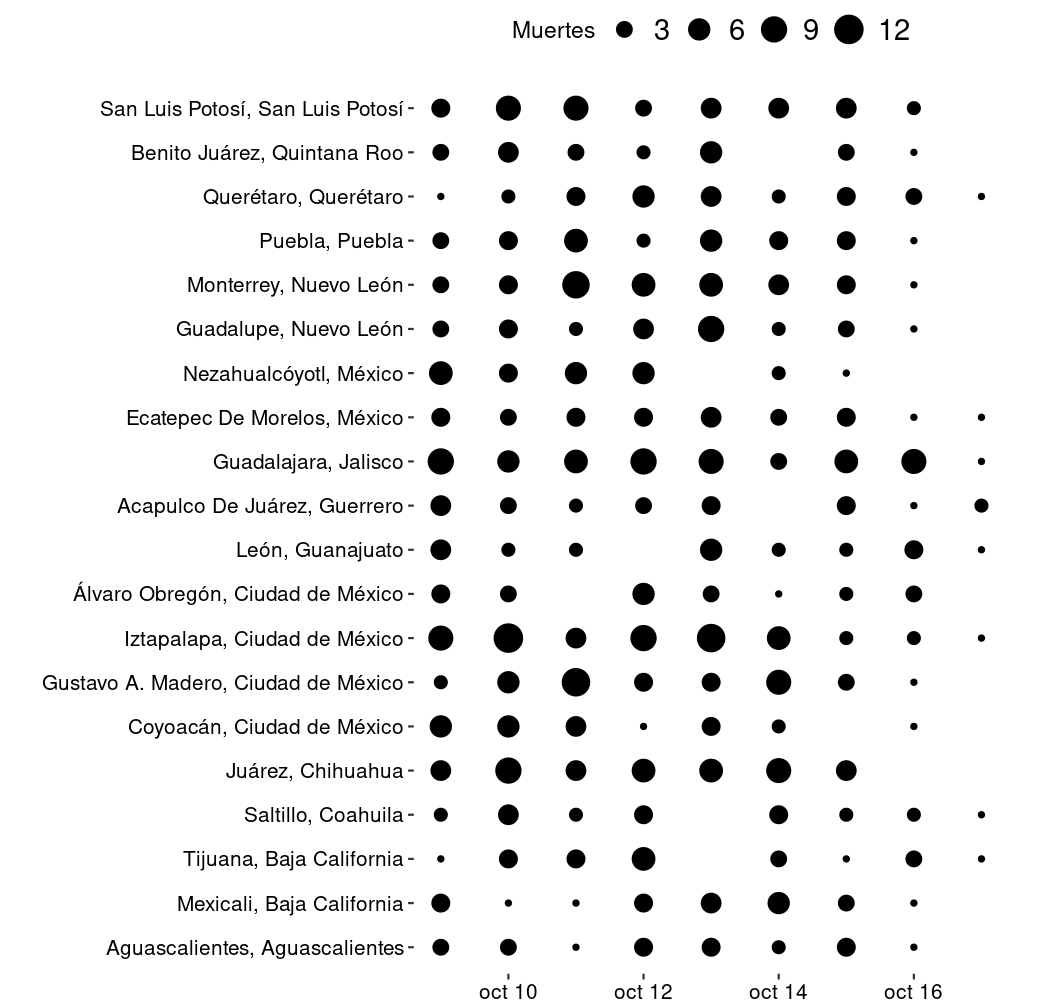 Muertes 3 6 9 12
San Luis Potosí, San Luis Potosí
Benito Juárez, Quintana Roo
Querétaro, Querétaro
Puebla, Puebla
Monterrey, Nuevo León
Guadalupe, Nuevo León
Nezahualcóyotl, México
Ecatepec De Morelos, México
Guadalajara, Jalisco
Acapulco De Juárez, Guerrero
León, Guanajuato
Álvaro Obregón, Ciudad de México
Iztapalapa, Ciudad de México
Gustavo A. Madero, Ciudad de México
Coyoacán, Ciudad de México
Juárez, Chihuahua
Saltillo, Coahuila
Tijuana, Baja California
Mexicali, Baja California
Aguascalientes, Aguascalientes
oct 10 oct 12 oct 14 oct 16